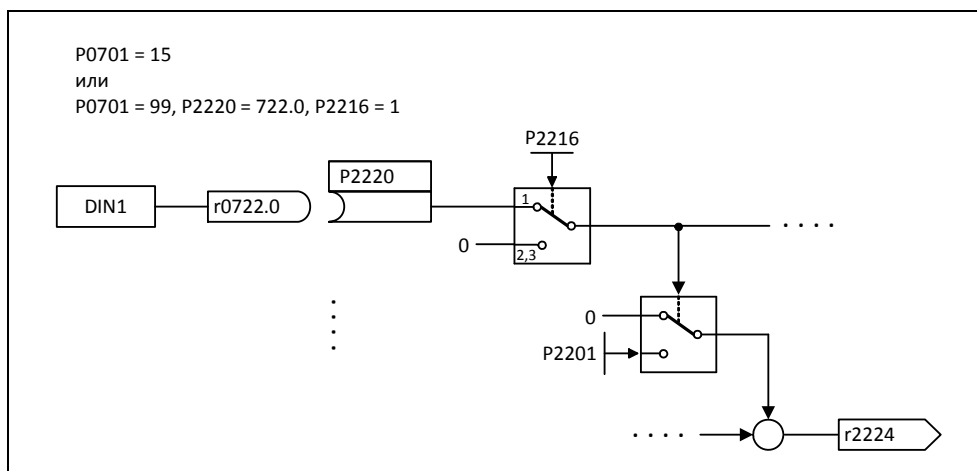 P0701 = 15
или
P0701 = 99, P2220 = 722.0, P2216 = 1
P2216
P2220
DIN1
r0722.0
1
0
2,3
0
P2201
r2224